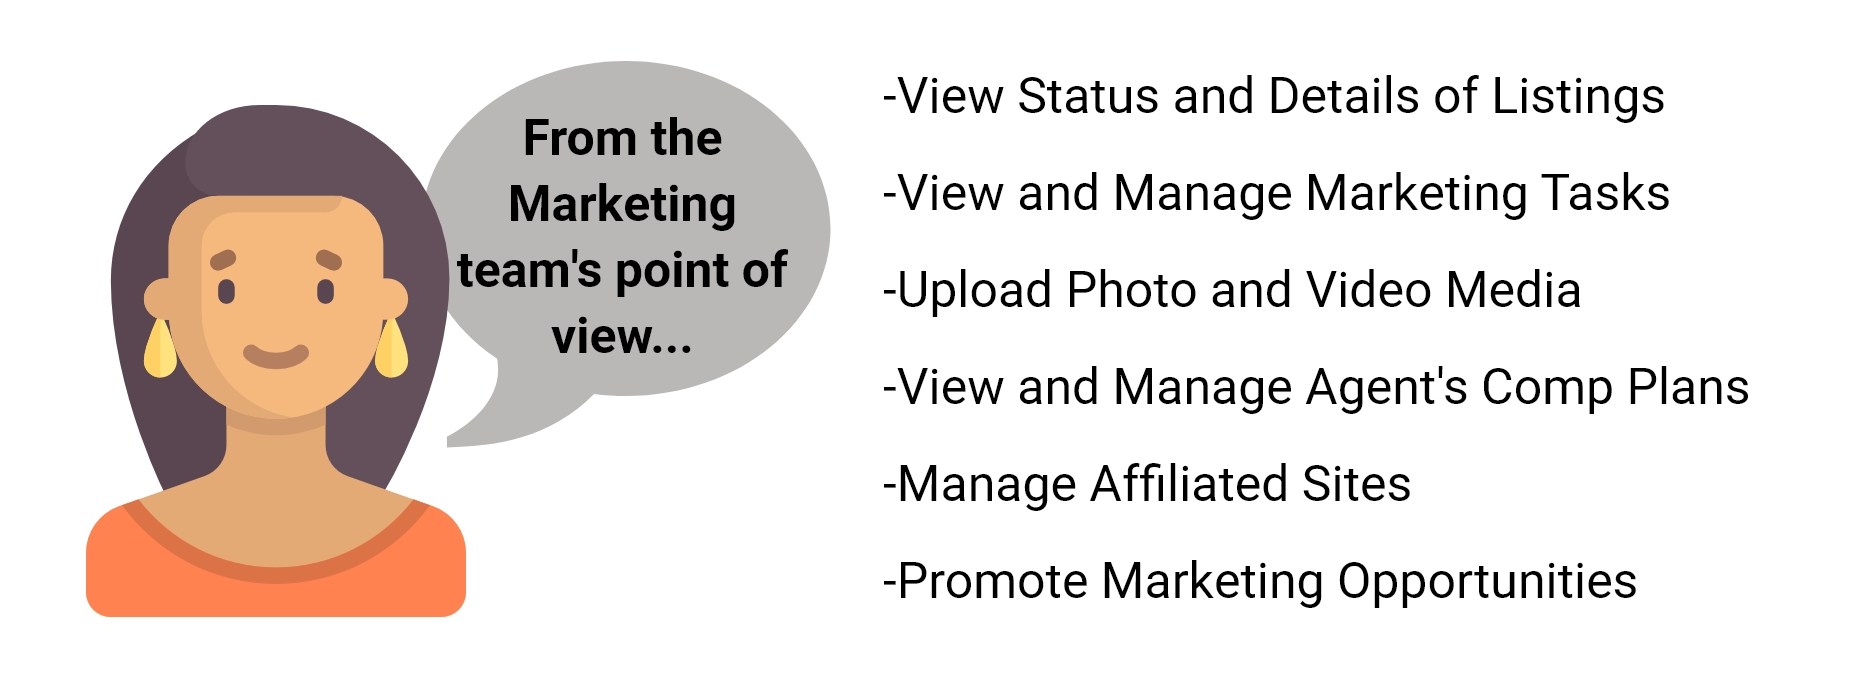 From the
Marketing
team's point of
view...
-View Status and Details of Listings
-View and Manage Marketing Tasks
-Upload Photo and Video Media
-View and Manage Agent's Comp Plans
-Manage Affiliated Sites
-Promote Marketing Opportunities